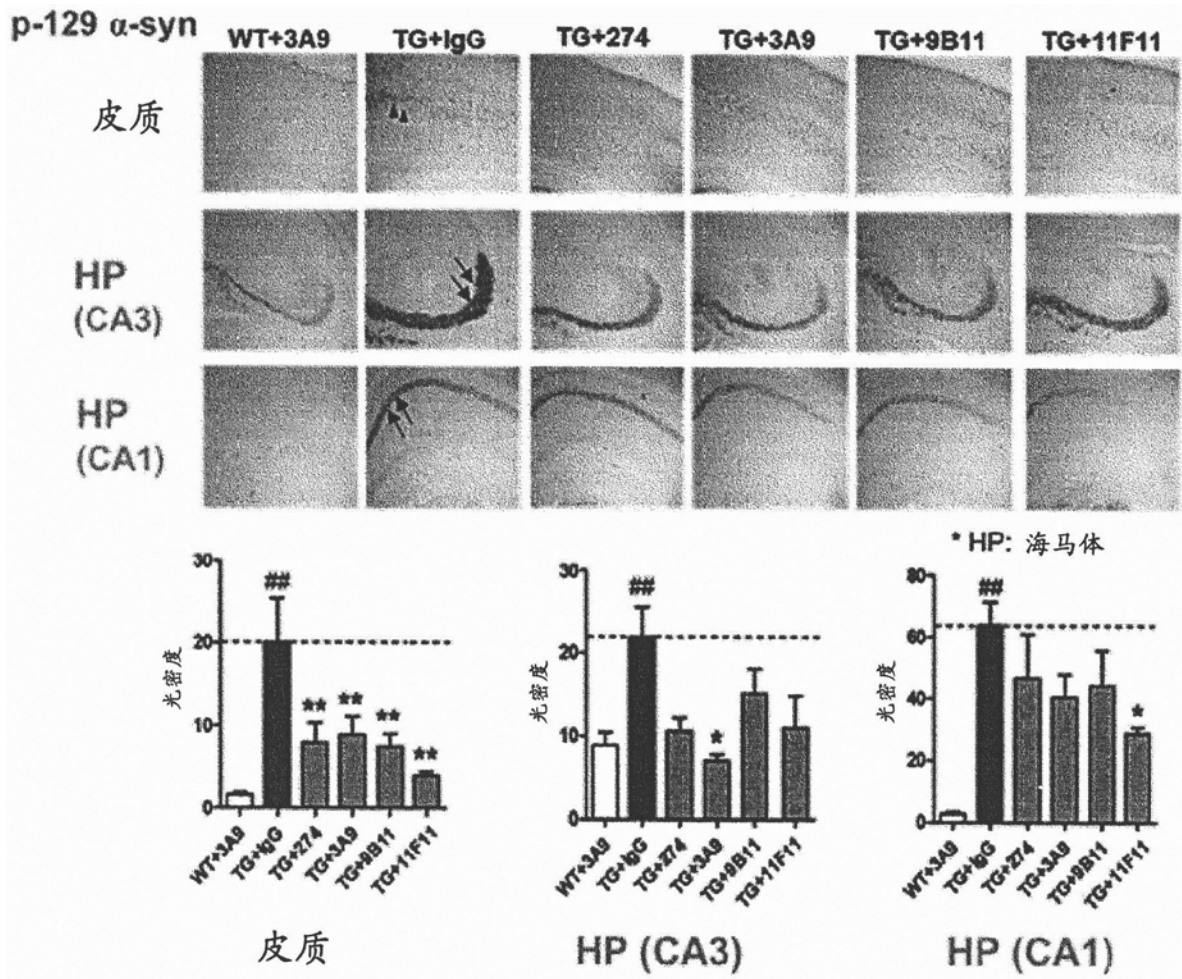 p-129 α-syn
WT+3A9 TG+IgG TG+274 TG+3A9 TG+9B11 TG+11F11
皮质
HP
(CA3)
HP
(CA1)
* HP: 海马体
光密度
30
20
10
0
##
**
**
**
**
WT+3A9
TG+IgG
TG+274
TG+3A9
TG+9B11
TG+11F11
皮质
光密度
30
20
10
0
##
*
WT+3A9
TG+IgG
TG+274
TG+3A9
TG+9B11
TG+11F11
HP (CA3)
光密度
80
60
40
20
0
##
*
WT+3A9
TG+IgG
TG+274
TG+3A9
TG+9B11
TG+11F11
HP (CA1)